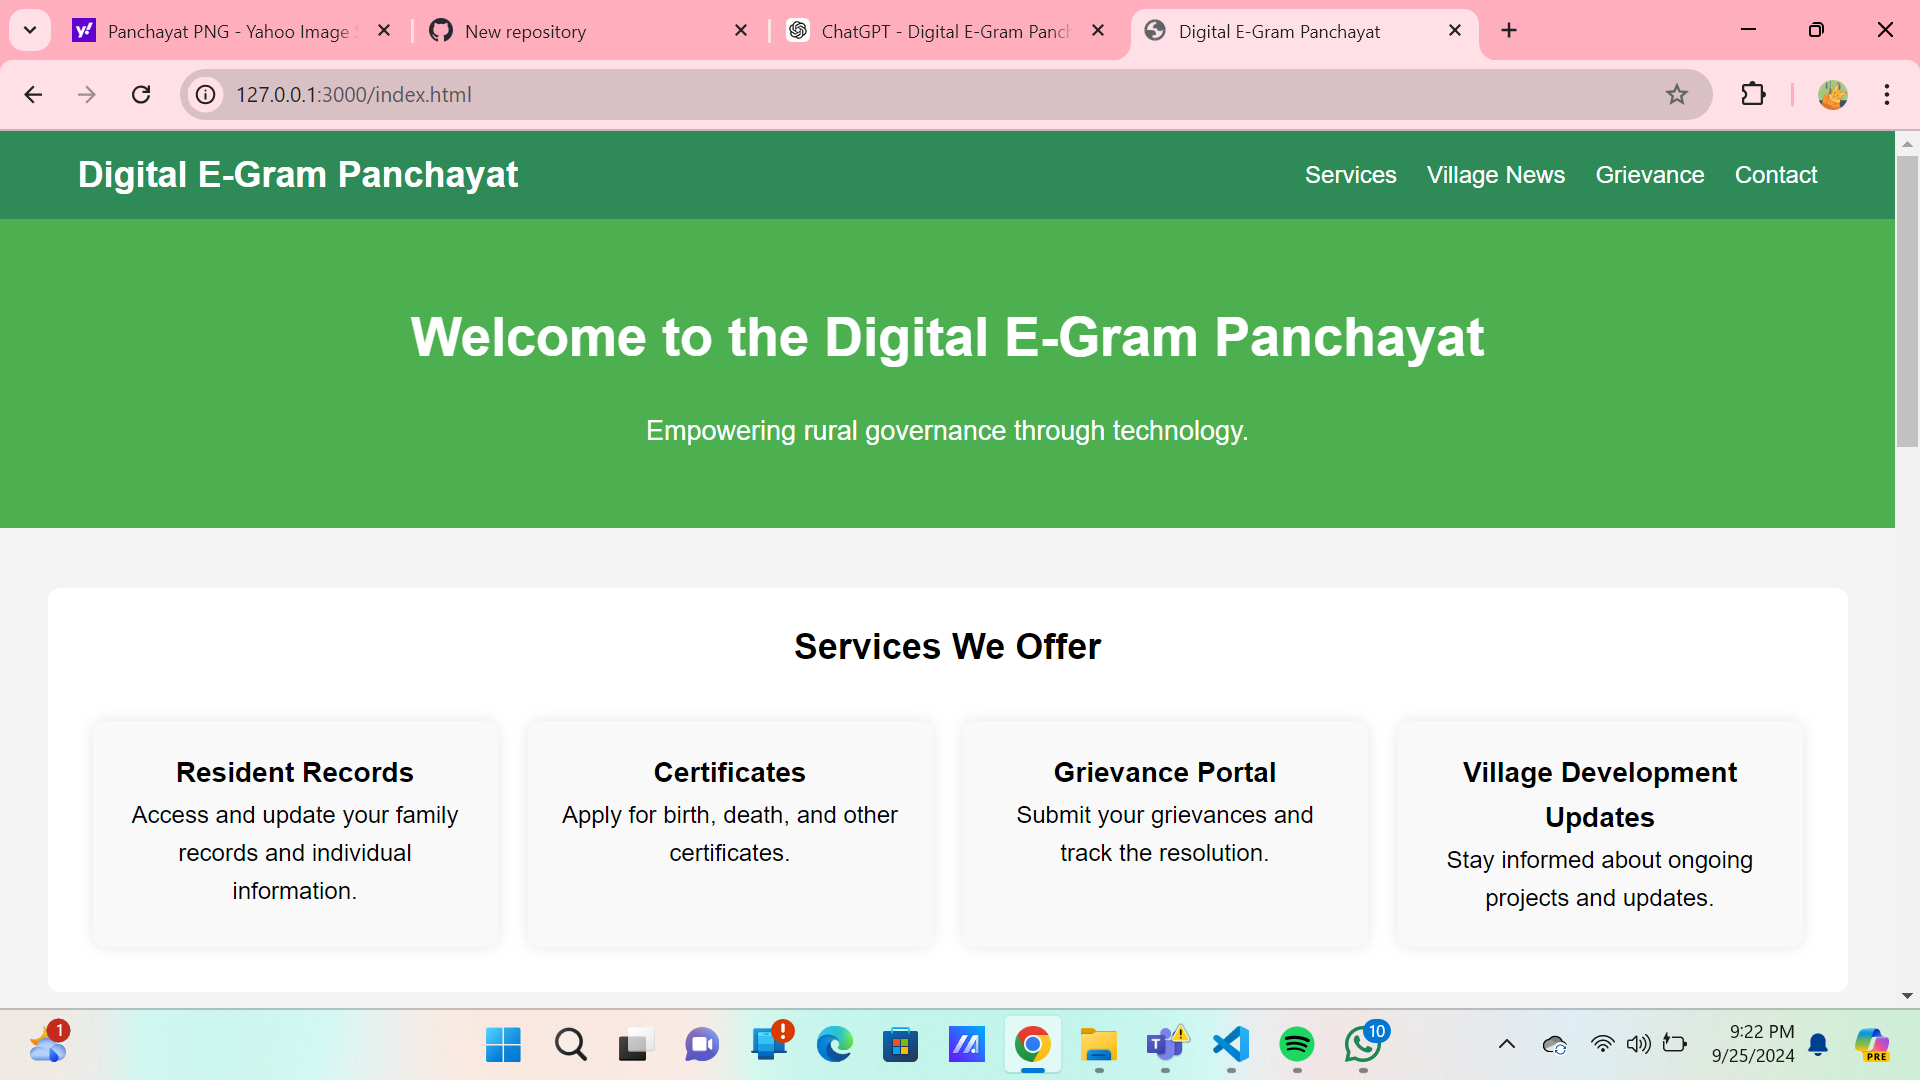 Panchayat PNG - Yahoo Image S
New repository
ChatGPT - Digital E-Gram Panch
Digital E-Gram Panchayat
127.0.0.1:3000/index.html
Digital E-Gram Panchayat
Services
Village News
Grievance
Contact
Welcome to the Digital E-Gram Panchayat
Empowering rural governance through technology.
Services We Offer
Resident Records
Access and update your family
records and individual
information.
Certificates
Apply for birth, death, and other
certificates.
Grievance Portal
Submit your grievances and
track the resolution.
Village Development
Updates
Stay informed about ongoing
projects and updates.
1
10
9:22 PM
9/25/2024
PRE